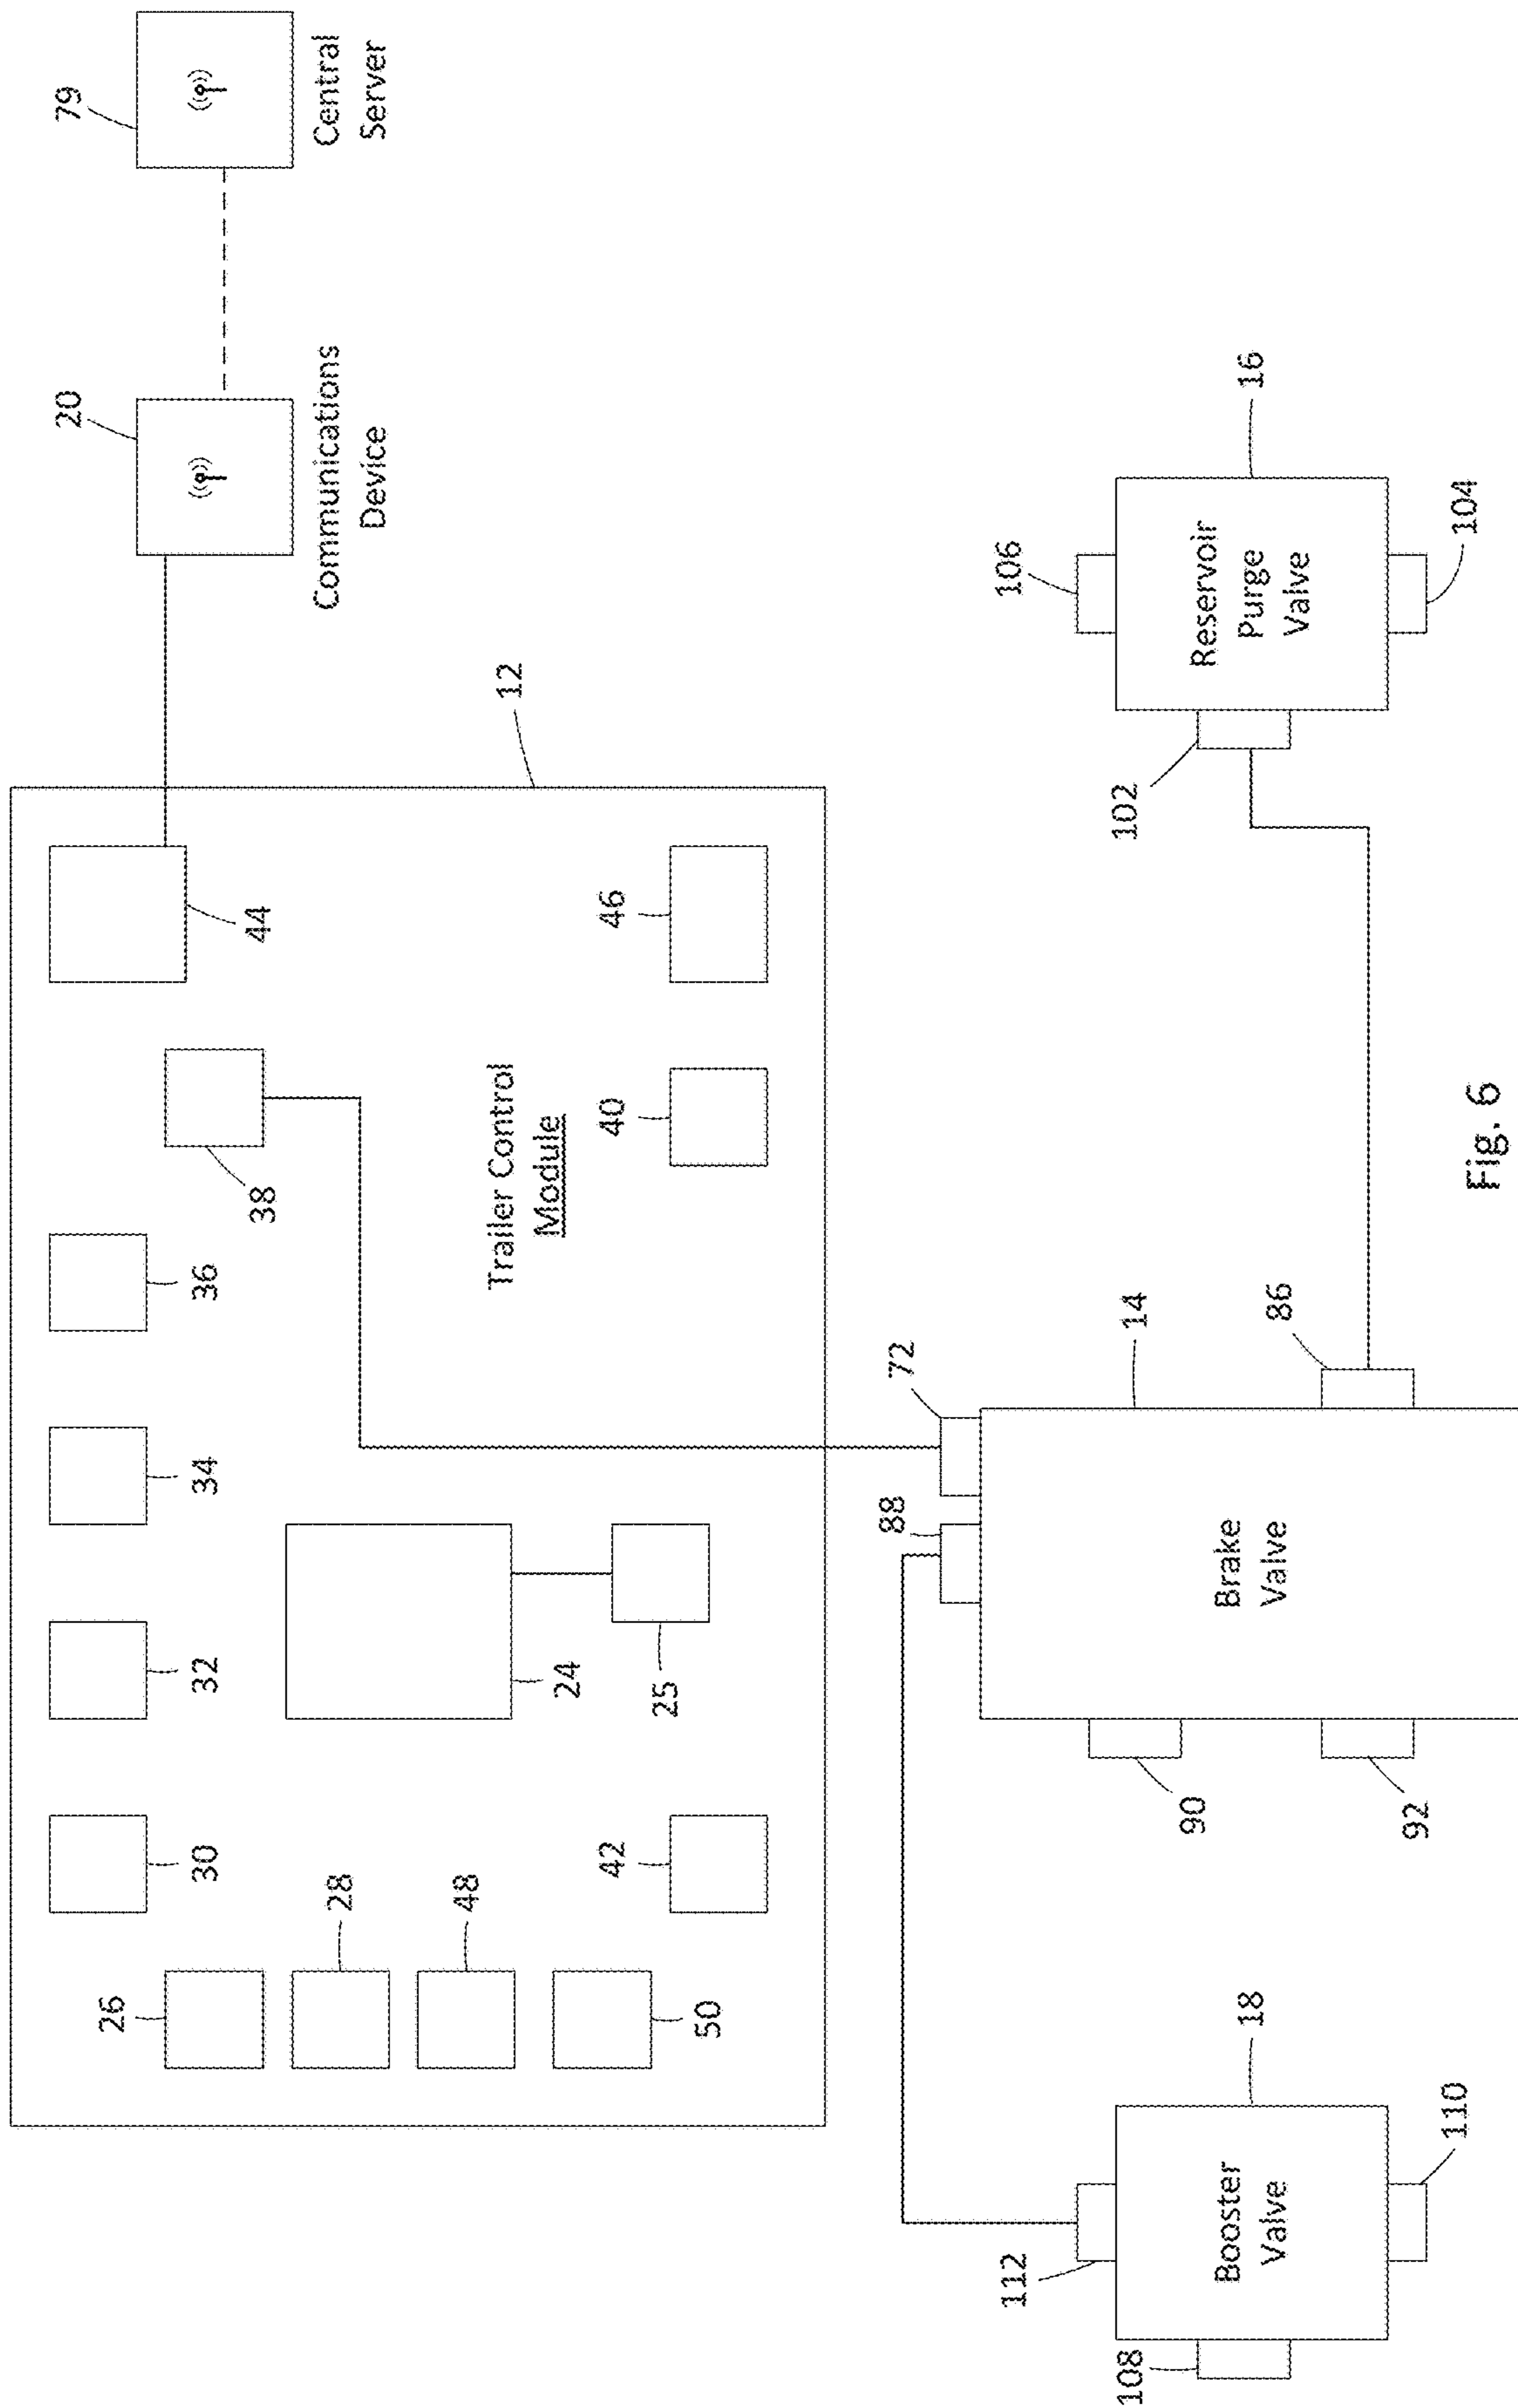 79
Central
Server
20
Communications
Device
12
44
38
36
34
32
30
26
28
48
50
24
25
42
40
46
Trailer Control
Module
72
88
14
86
90
92
Brake
Valve
16
106
102
104
Reservoir
Purge
Valve
18
112
108
110
Booster
Valve
Fig. 6